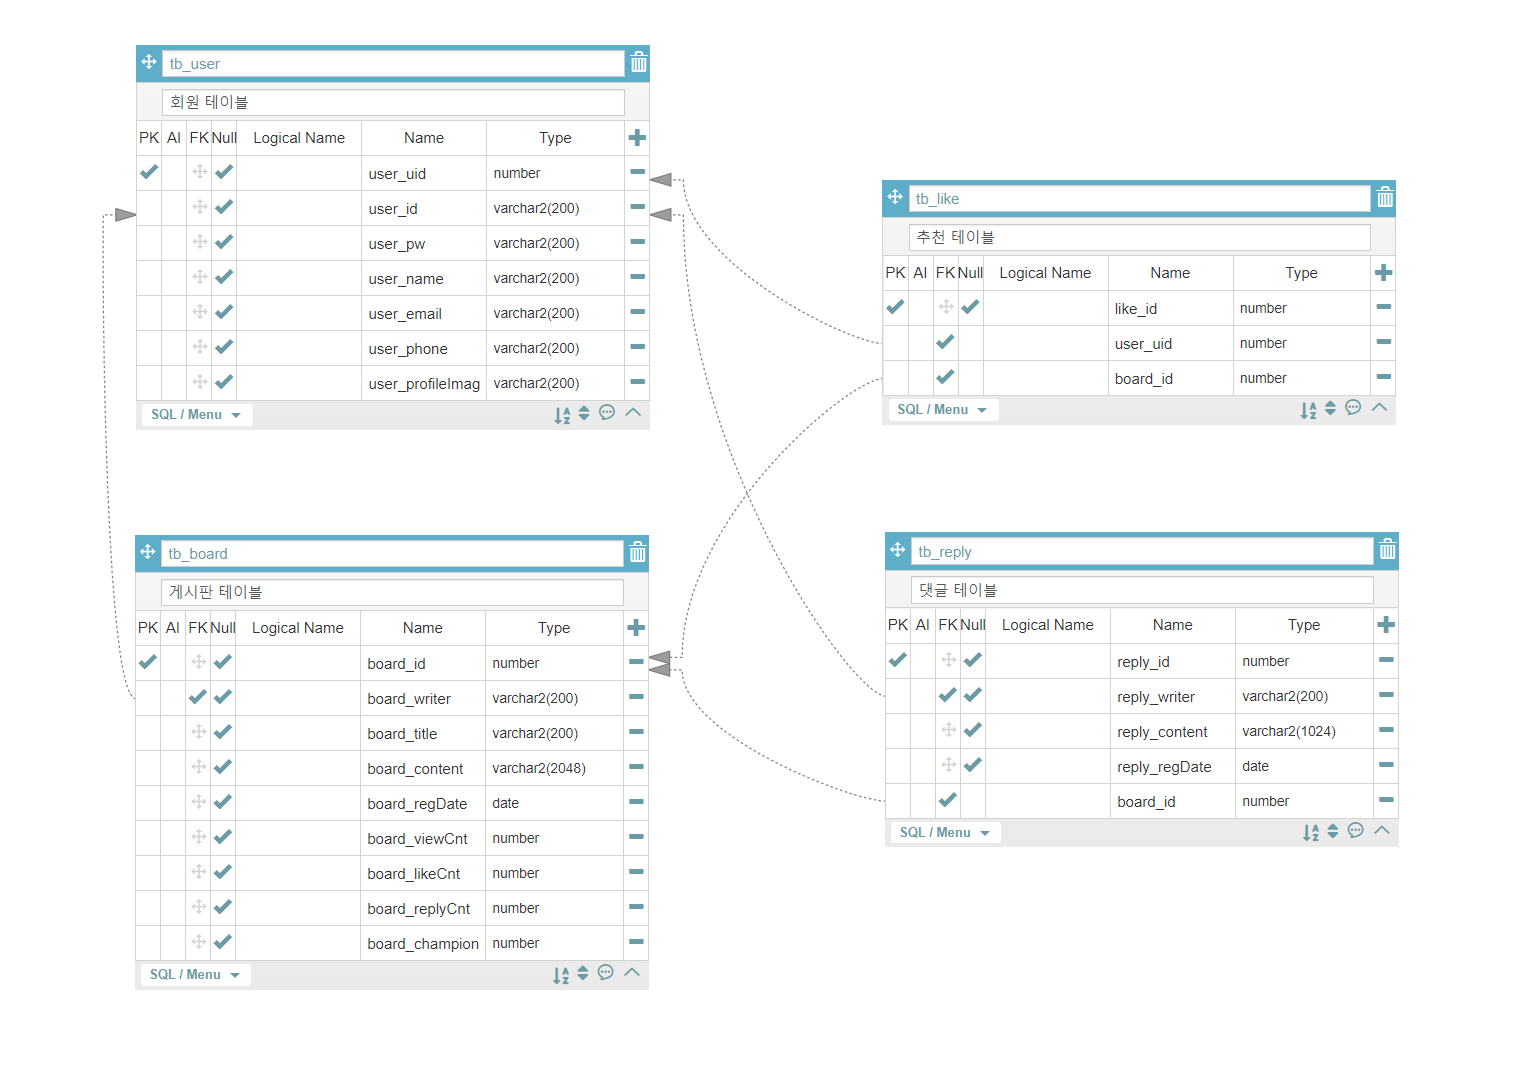 tb_user
회원 테이블
PK AI FK Null Logical Name Name Type
user_uid number
user_id varchar2(200)
user_pw varchar2(200)
user_name varchar2(200)
user_email varchar2(200)
user_phone varchar2(200)
user_profileImag varchar2(200)
SQL / Menu
tb_like
추천 테이블
PK AI FK Null Logical Name Name Type
like_id number
user_uid number
board_id number
SQL / Menu
tb_board
게시판 테이블
PK AI FK Null Logical Name Name Type
board_id number
board_writer varchar2(200)
board_title varchar2(200)
board_content varchar2(2048)
board_regDate date
board_viewCnt number
board_likeCnt number
board_replyCnt number
board_champion number
SQL / Menu
tb_reply
댓글 테이블
PK AI FK Null Logical Name Name Type
reply_id number
reply_writer varchar2(200)
reply_content varchar2(1024)
reply_regDate date
board_id number
SQL / Menu